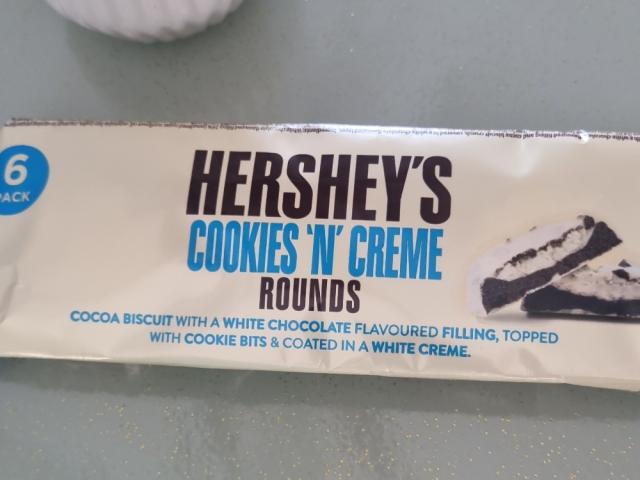 6
PACK
HERSHEY'S
COOKIES 'N' CREME
ROUNDS
COCOA BISCUIT WITH A WHITE CHOCOLATE FLAVOURED FILLING, TOPPED
WITH COOKIE BITS & COATED IN A WHITE CREME.